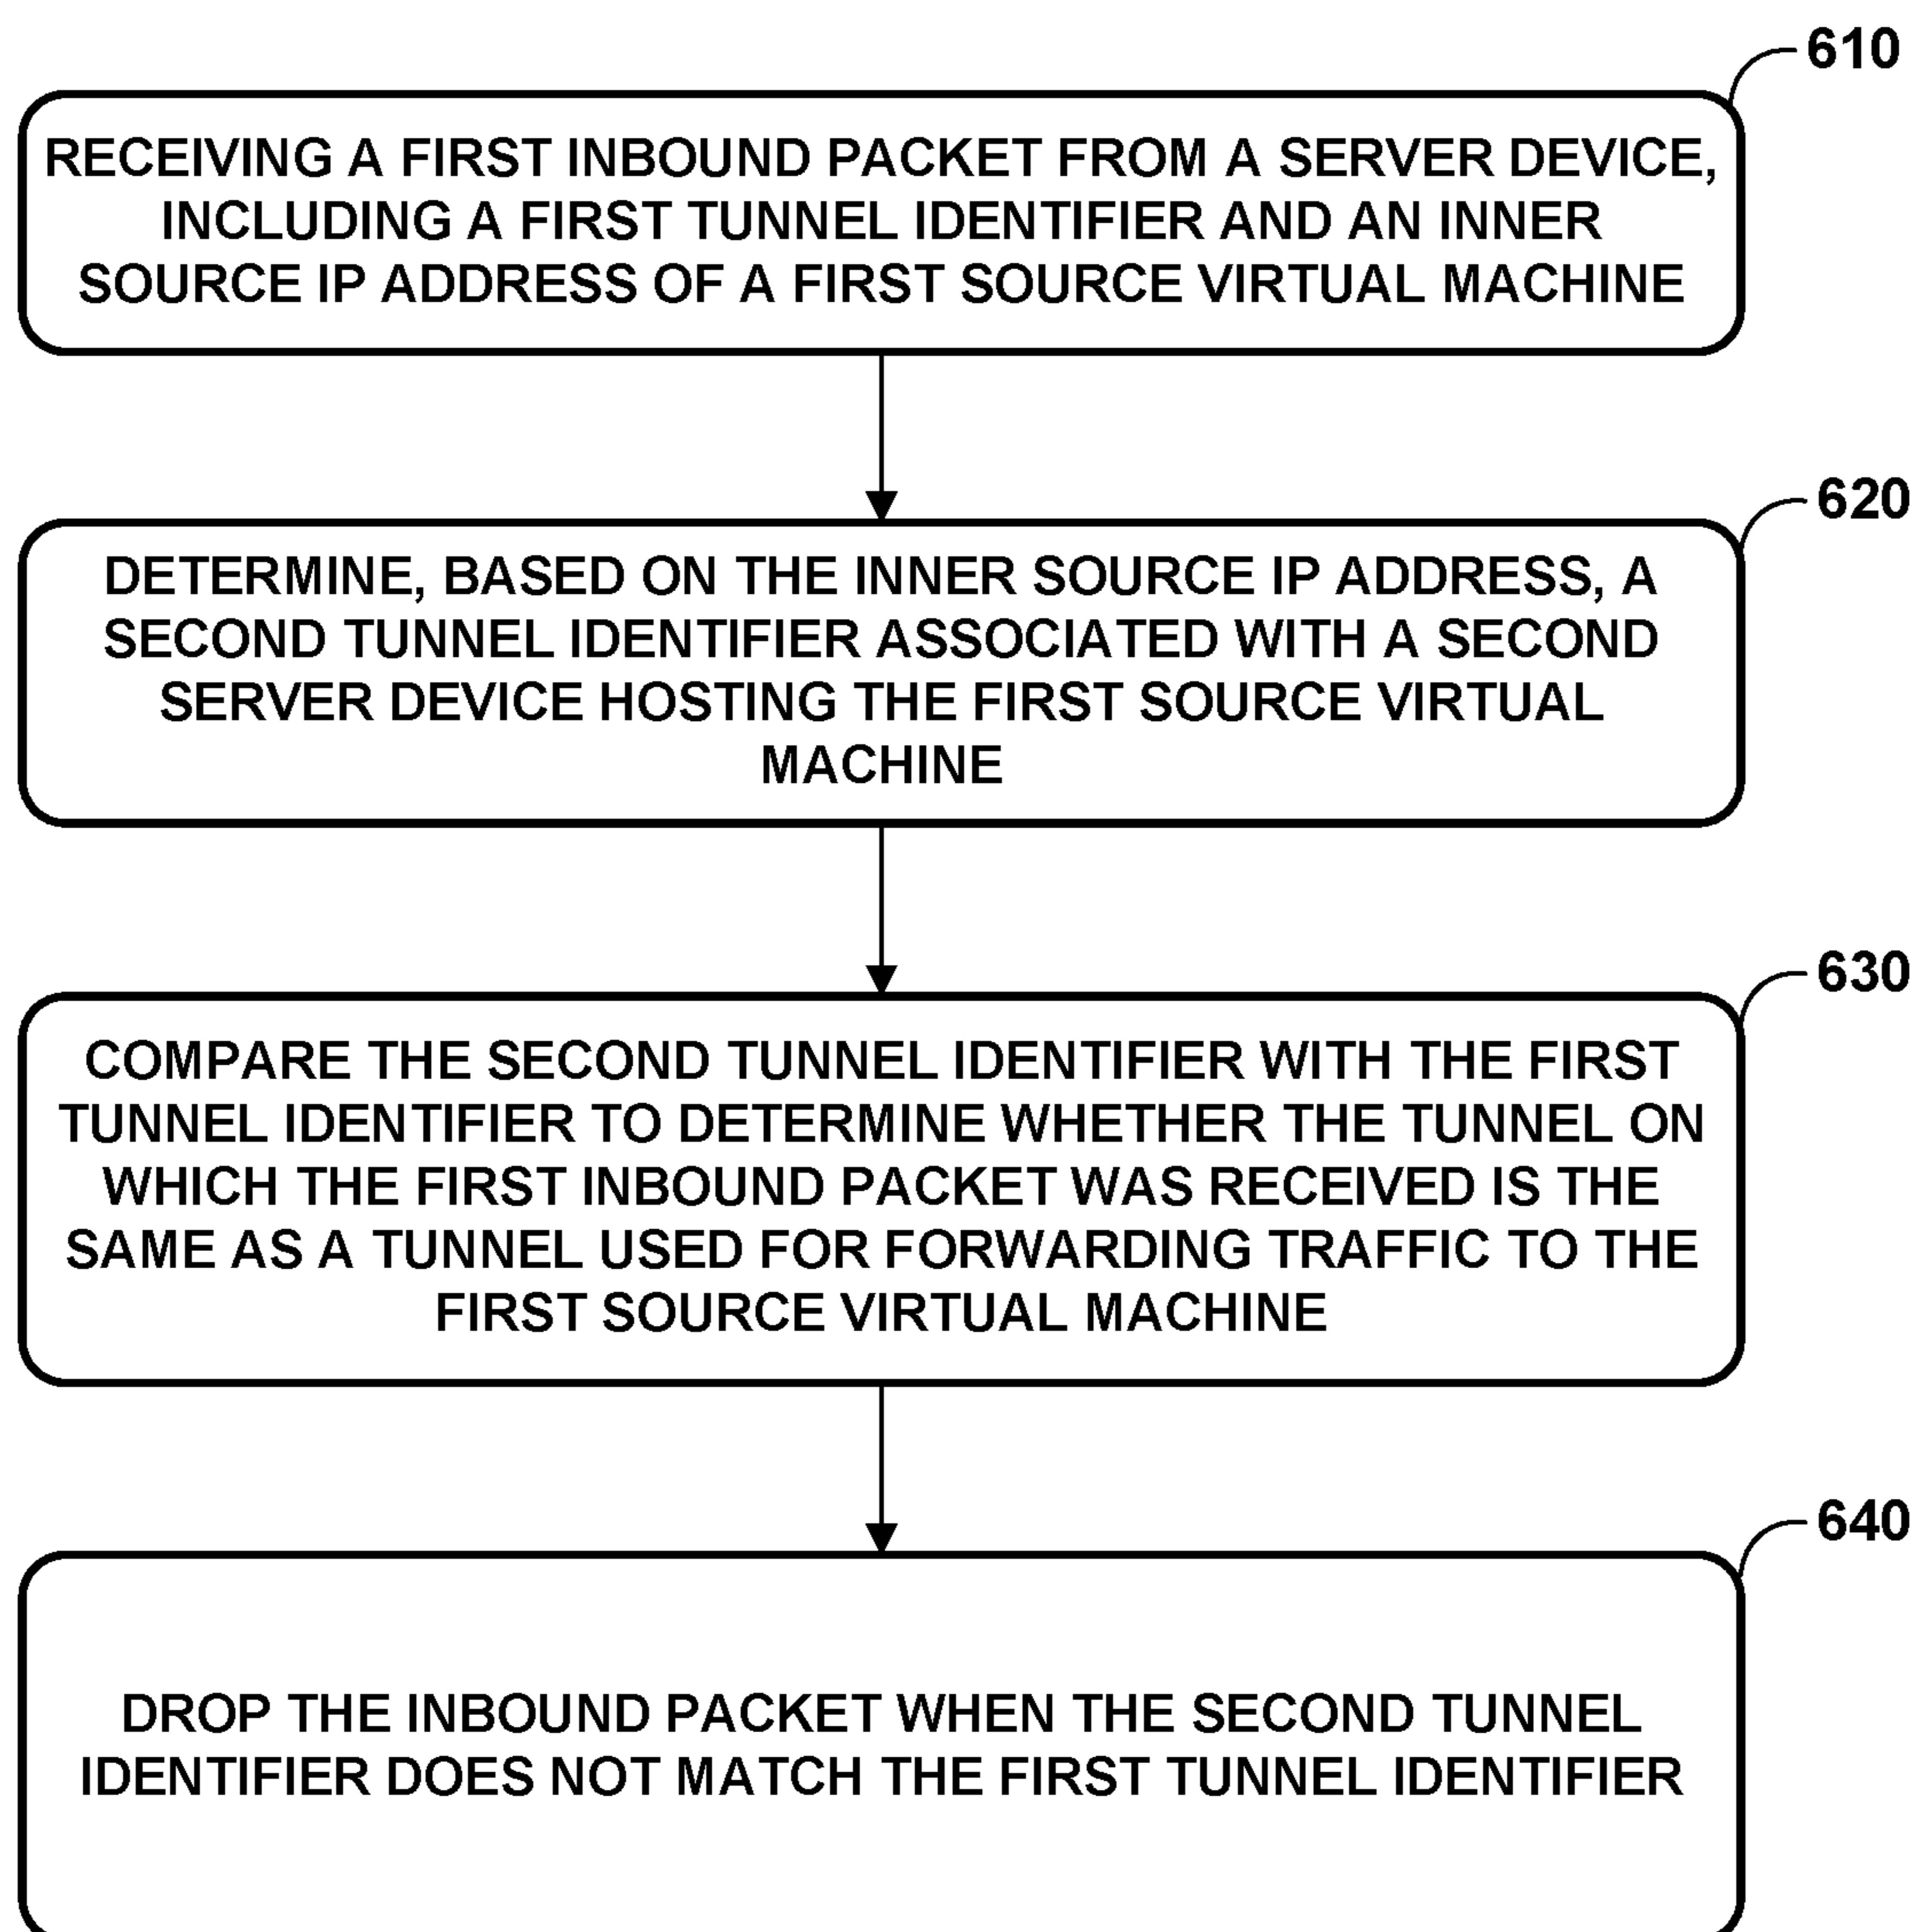 610
RECEIVING A FIRST INBOUND PACKET FROM A SERVER DEVICE,
INCLUDING A FIRST TUNNEL IDENTIFIER AND AN INNER
SOURCE IP ADDRESS OF A FIRST SOURCE VIRTUAL MACHINE
620
DETERMINE, BASED ON THE INNER SOURCE IP ADDRESS, A
SECOND TUNNEL IDENTIFIER ASSOCIATED WITH A SECOND
SERVER DEVICE HOSTING THE FIRST SOURCE VIRTUAL
MACHINE
630
COMPARE THE SECOND TUNNEL IDENTIFIER WITH THE FIRST
TUNNEL IDENTIFIER TO DETERMINE WHETHER THE TUNNEL ON
WHICH THE FIRST INBOUND PACKET WAS RECEIVED IS THE
SAME AS A TUNNEL USED FOR FORWARDING TRAFFIC TO THE
FIRST SOURCE VIRTUAL MACHINE
640
DROP THE INBOUND PACKET WHEN THE SECOND TUNNEL
IDENTIFIER DOES NOT MATCH THE FIRST TUNNEL IDENTIFIER